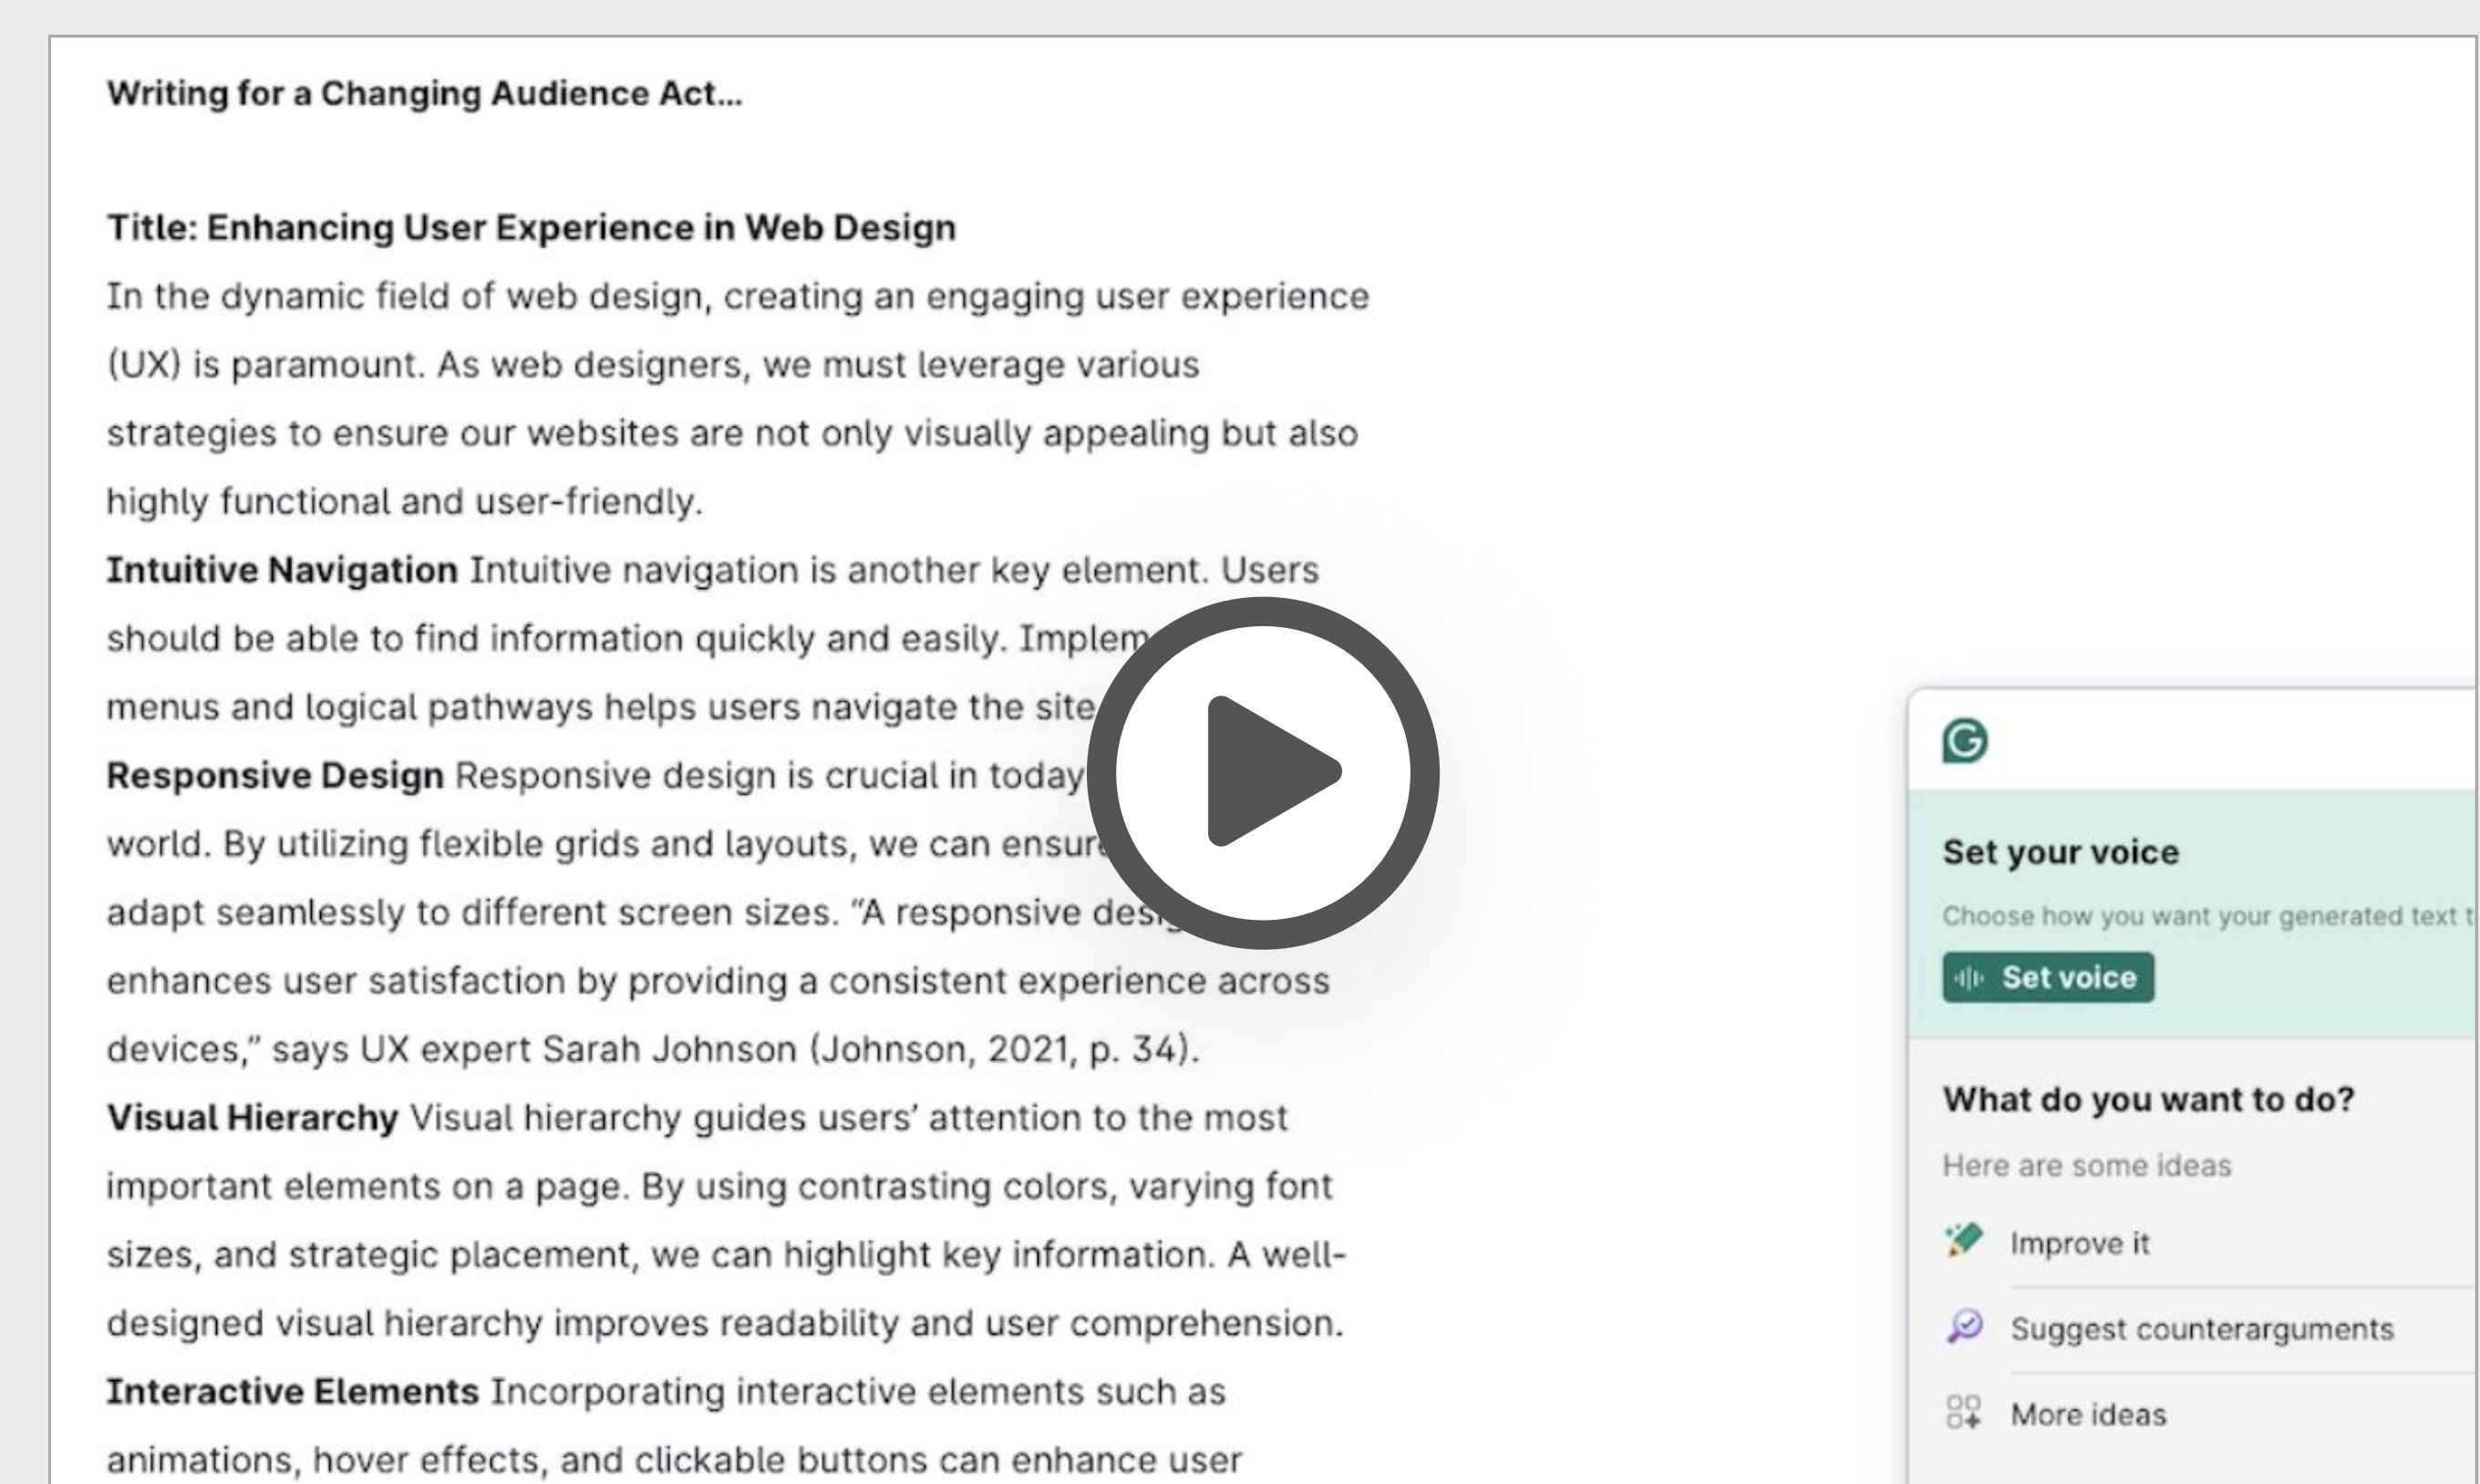 Writing for a Changing Audience Act...
Title: Enhancing User Experience in Web Design
In the dynamic field of web design, creating an engaging user experience
(UX) is paramount. As web designers, we must leverage various
strategies to ensure our websites are not only visually appealing but also
highly functional and user-friendly.
Intuitive Navigation Intuitive navigation is another key element. Users
should be able to find information quickly and easily.
menus and logical pathways helps users navigate the site
Responsive Design Responsive design is crucial in
world. By utilizing flexible grids and layouts, we can
adapt seamlessly to different screen sizes. “A responsive
enhances user satisfaction by providing a consistent experience across
devices,” says UX expert Sarah Johnson (Johnson, 2021, p. 34).
Visual Hierarchy Visual hierarchy guides users’ attention to the most
important elements on a page. By using contrasting colors, varying font
sizes, and strategic placement, we can highlight key information. A well-
designed visual hierarchy improves readability and user comprehension.
Interactive Elements Incorporating interactive elements such as
animations, hover effects, and clickable buttons can enhance user
G
Set your voice
Choose how you want your generated text
Set voice
What do you want to do?
Here are some ideas
Improve it
Suggest counterarguments
More ideas